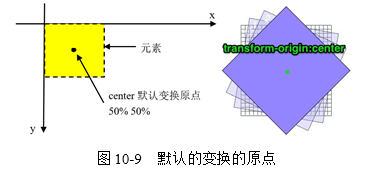 x
元素
transform-origin:center
center 默认变换原点
50% 50%
y
图 10-9 默认的变换的原点